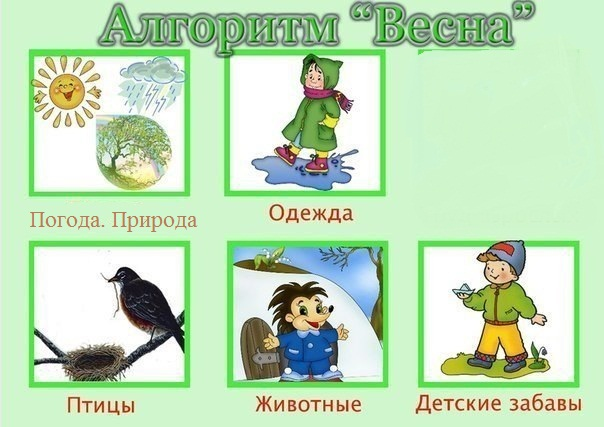 Алгоритм “Весна”
Погода. Природа
Одежда
Птицы
Животные
Детские забавы